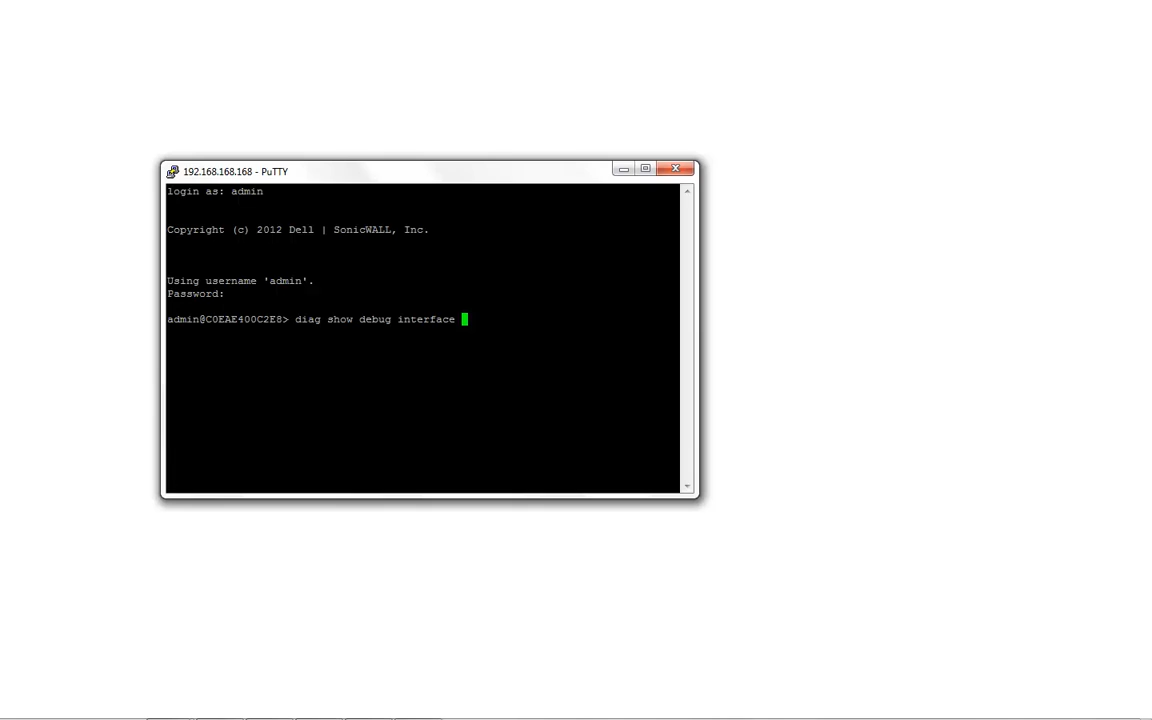 192.168.168.168 - PuTTY
login as: admin
Copyright (c) 2012 Dell | SonicWALL, Inc.
Using username 'admin'.
Password:
admin@C0EAE400C2E8> diag show debug interface